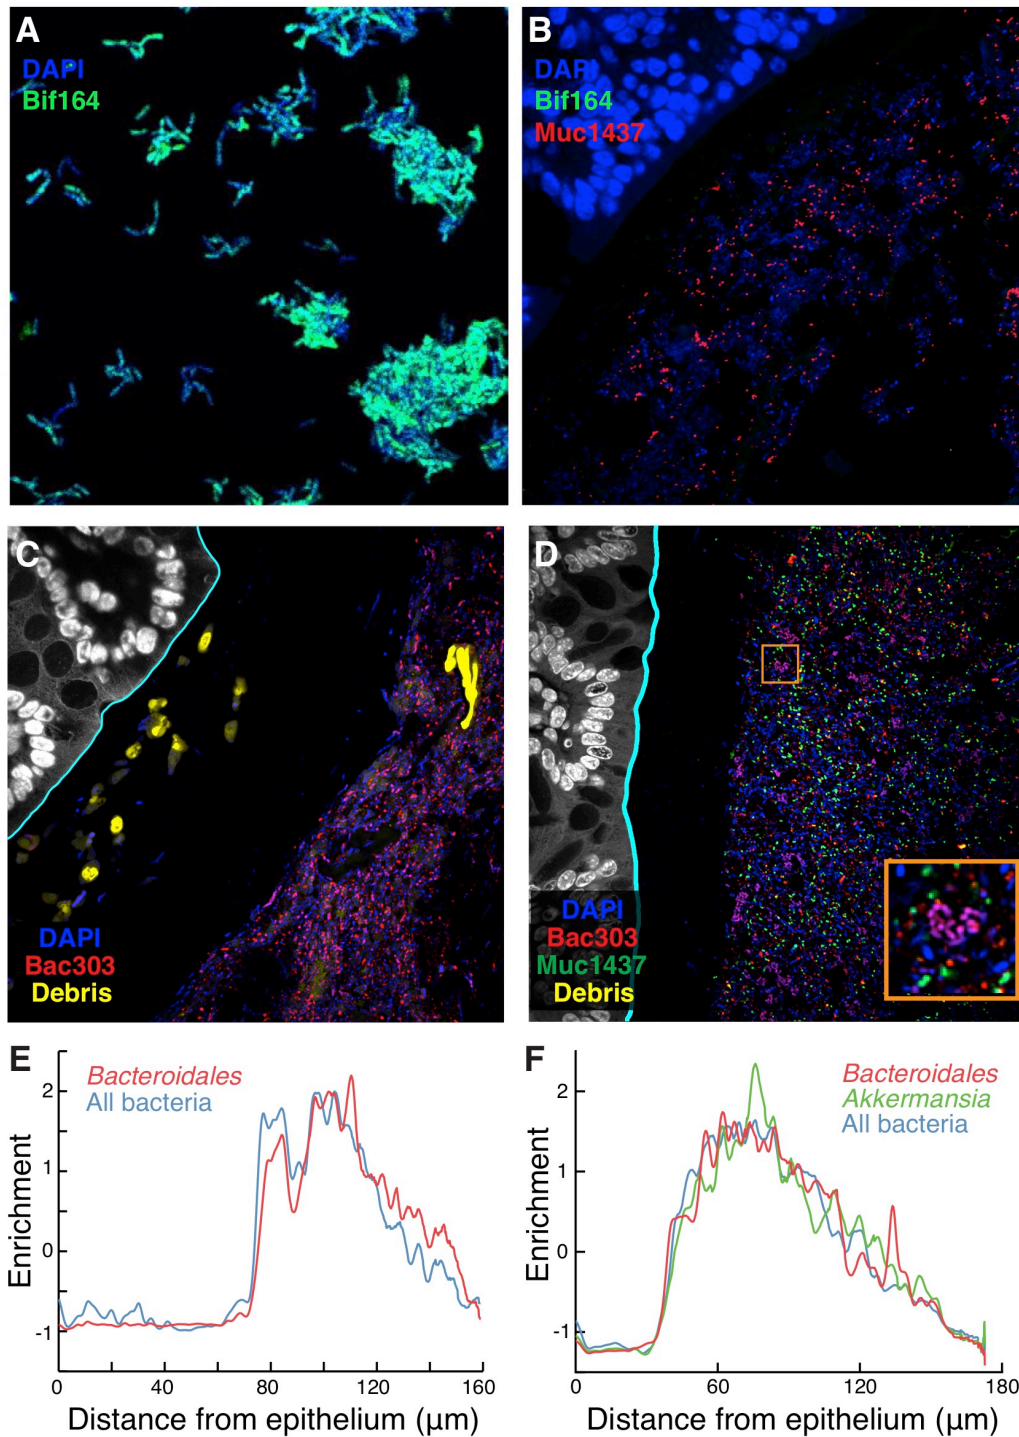 A
DAPI
Bif164
B
DAPI
Bif164
Muc1437
C
DAPI
Bac303
Debris
D
DAPI
Bac303
Muc1437
Debris
E
Bacteroidales
All bacteria
Enrichment
2
1
0
-1
0 40 80 120 160
Distance from epithelium (µm)
F
Bacteroidales
Akkermansia
All bacteria
Enrichment
2
1
0
-1
0 60 120 180
Distance from epithelium (µm)